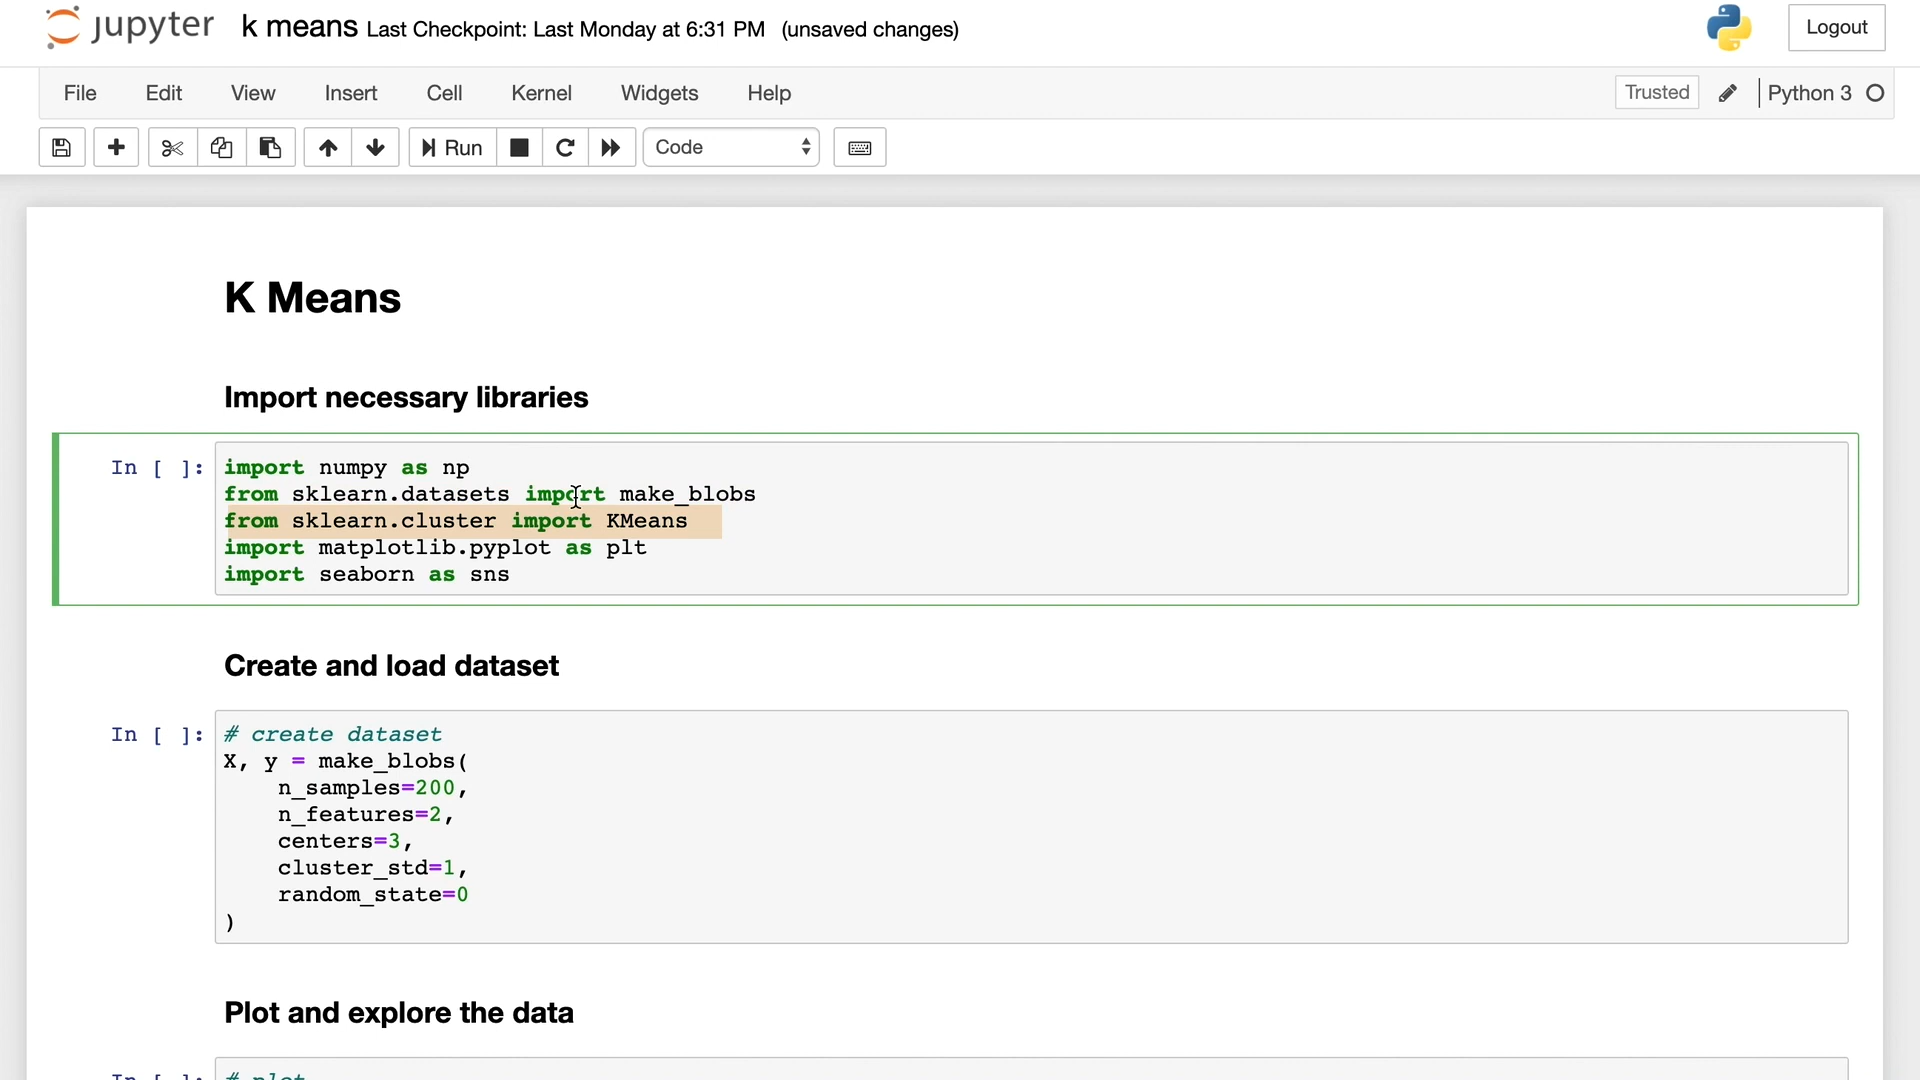 jupyter k means Last Checkpoint: Last Monday at 6:31 PM (unsaved changes) Logout
File Edit View Insert Cell Kernel Widgets Help Trusted Python 3
Run Code
K Means
Import necessary libraries
In [ ]: import numpy as np
from sklearn.datasets import make_blobs
from sklearn.cluster import KMeans
import matplotlib.pyplot as plt
import seaborn as sns
Create and load dataset
In [ ]: # create dataset
X, y = make_blobs(
n_samples=200,
n_features=2,
centers=3,
cluster_std=1,
random_state=0
)
Plot and explore the data
In [ ]: # plot